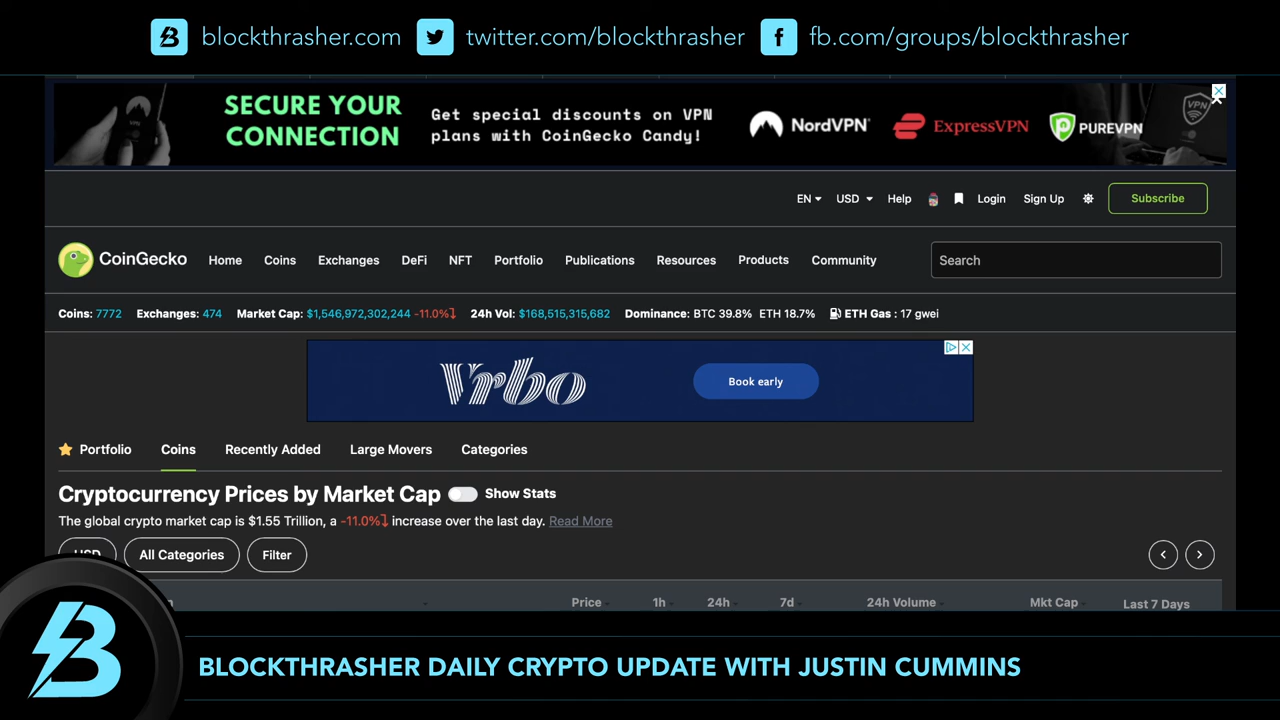 blockthrasher.com twitter.com/blockthrasher fb.com/groups/blockthrasher
SECURE YOUR CONNECTION
Get special discounts on VPN plans with CoinGecko Candy!
NordVPN ExpressVPN PUREVPN VPN
EN USD Help Login Sign Up Subscribe
CoinGecko Home Coins Exchanges DeFi NFT Portfolio Publications Resources Products Community Search
Coins: 7772 Exchanges: 474 Market Cap: $1,546,972,302,244 -11.0% 24h Vol: $168,515,315,682 Dominance: BTC 39.8% ETH 18.7% ETH Gas : 17 gwei
Vrbo Book early
Portfolio Coins Recently Added Large Movers Categories
Cryptocurrency Prices by Market Cap Show Stats
The global crypto market cap is $1.55 Trillion, a -11.0% increase over the last day. Read More
USD All Categories Filter
Price 1h 24h 7d 24h Volume Mkt Cap Last 7 Days
B BLOCKTHRASHER DAILY CRYPTO UPDATE WITH JUSTIN CUMMINS